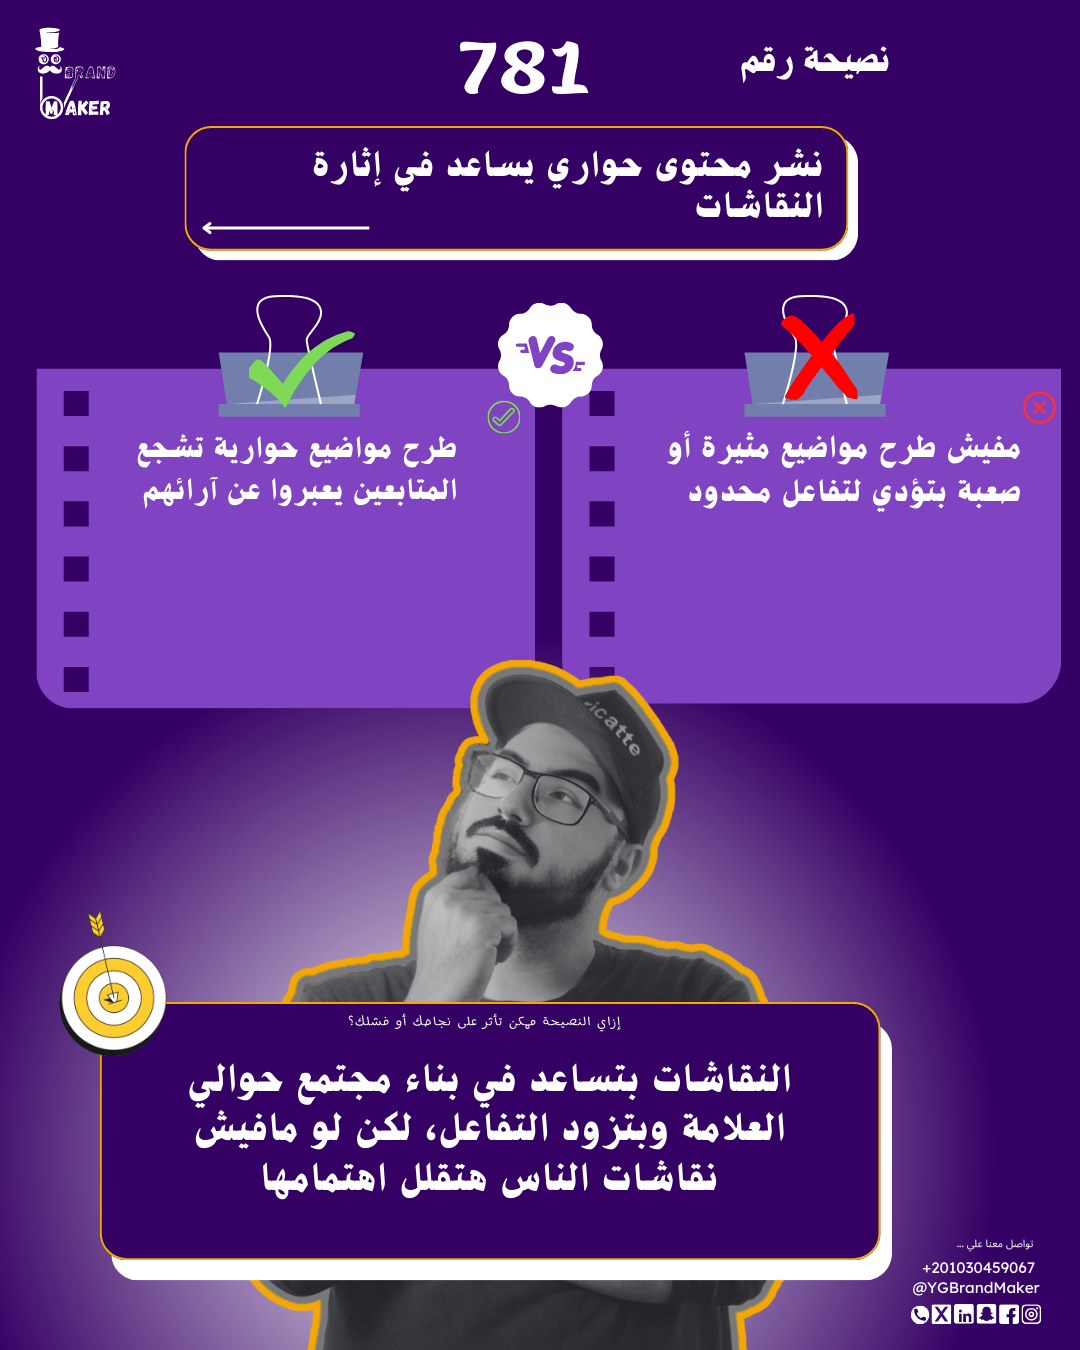 نصيحة رقم
781
BRAND
MAKER
نشر محتوى حواري يساعد في إثارة
النقاشات
VS
مفيش طرح مواضيع مثيرة أو
صعبة بتؤدي لتفاعل محدود
طرح مواضيع حوارية تشجع
المتابعين يعبروا عن آرائهم
icatte
إزاي النصيحة ممكن تأثر على نجاحك أو فشلك؟
النقاشات بتساعد في بناء مجتمع حوالي
العلامة وبتزود التفاعل، لكن لو مافيش
نقاشات الناس هتقلل اهتمامها
تواصل معنا علي ...
+201030459067
@YGBrandMaker